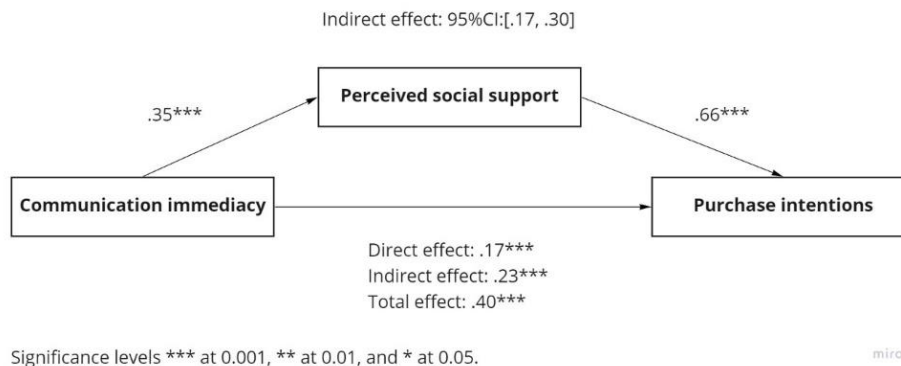 Indirect effect: 95%CI:[.17, .30]
Perceived social support
.35***
.66***
Communication immediacy
Purchase intentions
Direct effect: .17***
Indirect effect: .23***
Total effect: .40***
Significance levels *** at 0.001, ** at 0.01, and * at 0.05.
miro